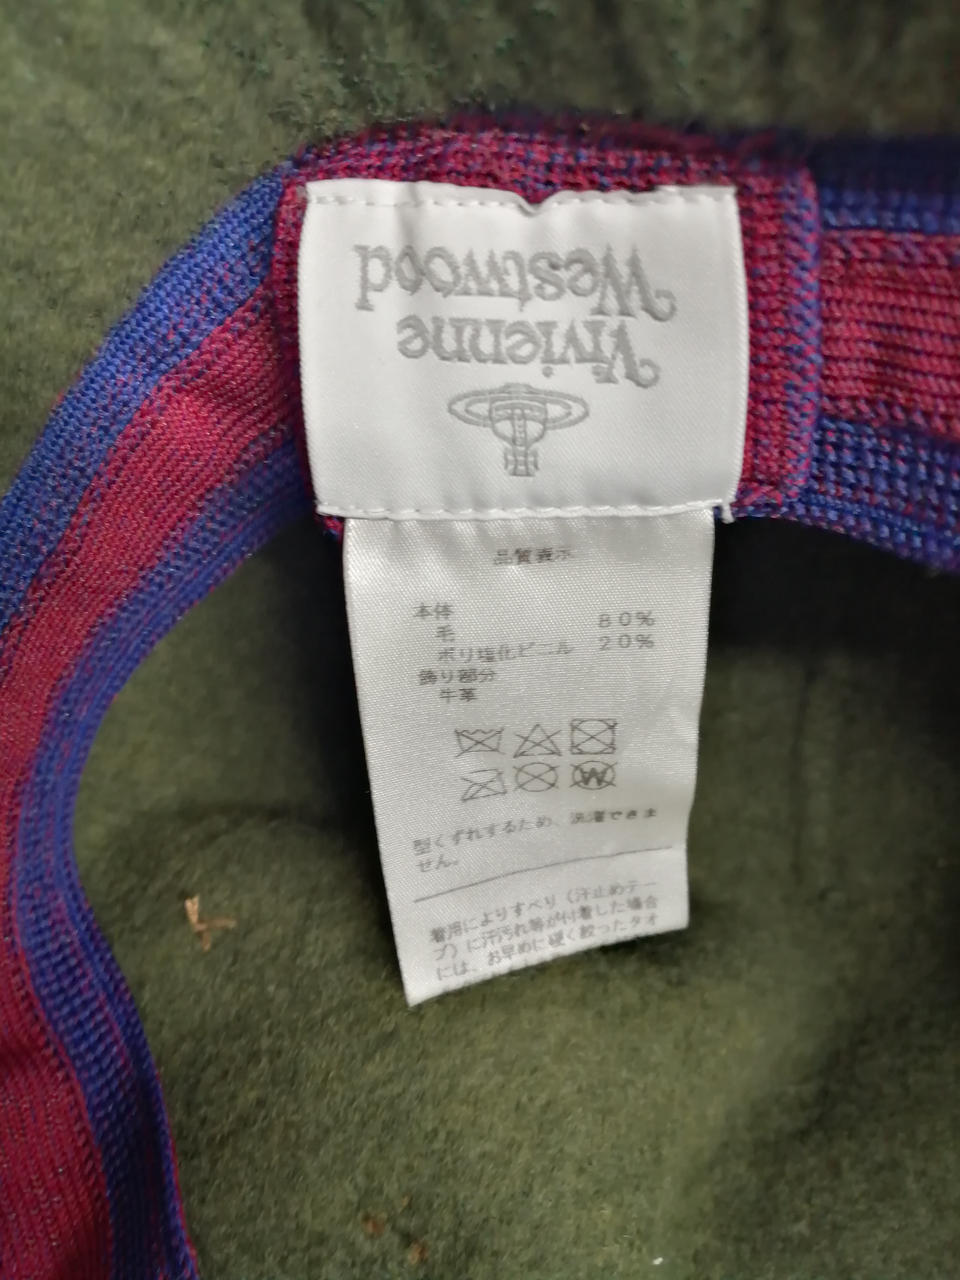 Vivienne
Westwood
品質表示
本体
毛 80%
ポリ塩化ビニル 20%
飾り部分
牛革
W
型くずれするため、洗濯できま
せん。
着用によりすべり（汗止めテー
プ）に汗汚れ等が付着した場合
には、お早めに硬く絞ったタオ